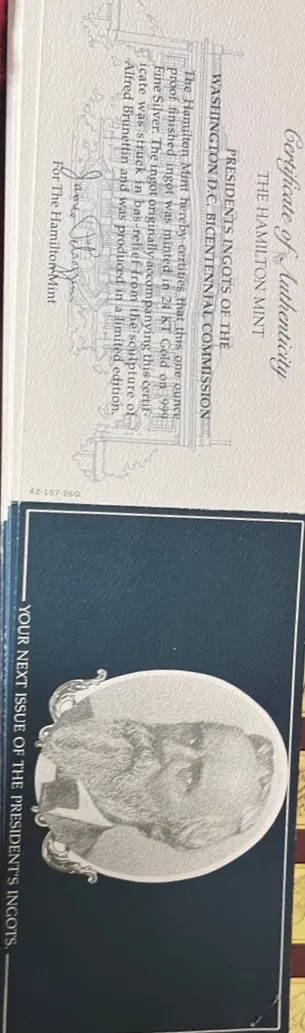 Certificate of Authenticity
THE HAMILTON MINT
PRESIDENTS INGOTS OF THE
WASHINGTON D.C. BICENTENNIAL COMMISSION
The Hamilton Mint hereby certifies that this one ounce
proof finished ingot was minted in 24 KT Gold on .999
Fine Silver. The ingot originally accompanying this certif-
icate was struck in bas-relief from the sculpture of
Alfred Brunettin and was produced in a limited edition.
For The Hamilton Mint
42-107-26G
YOUR NEXT ISSUE OF THE PRESIDENT'S INGOTS.